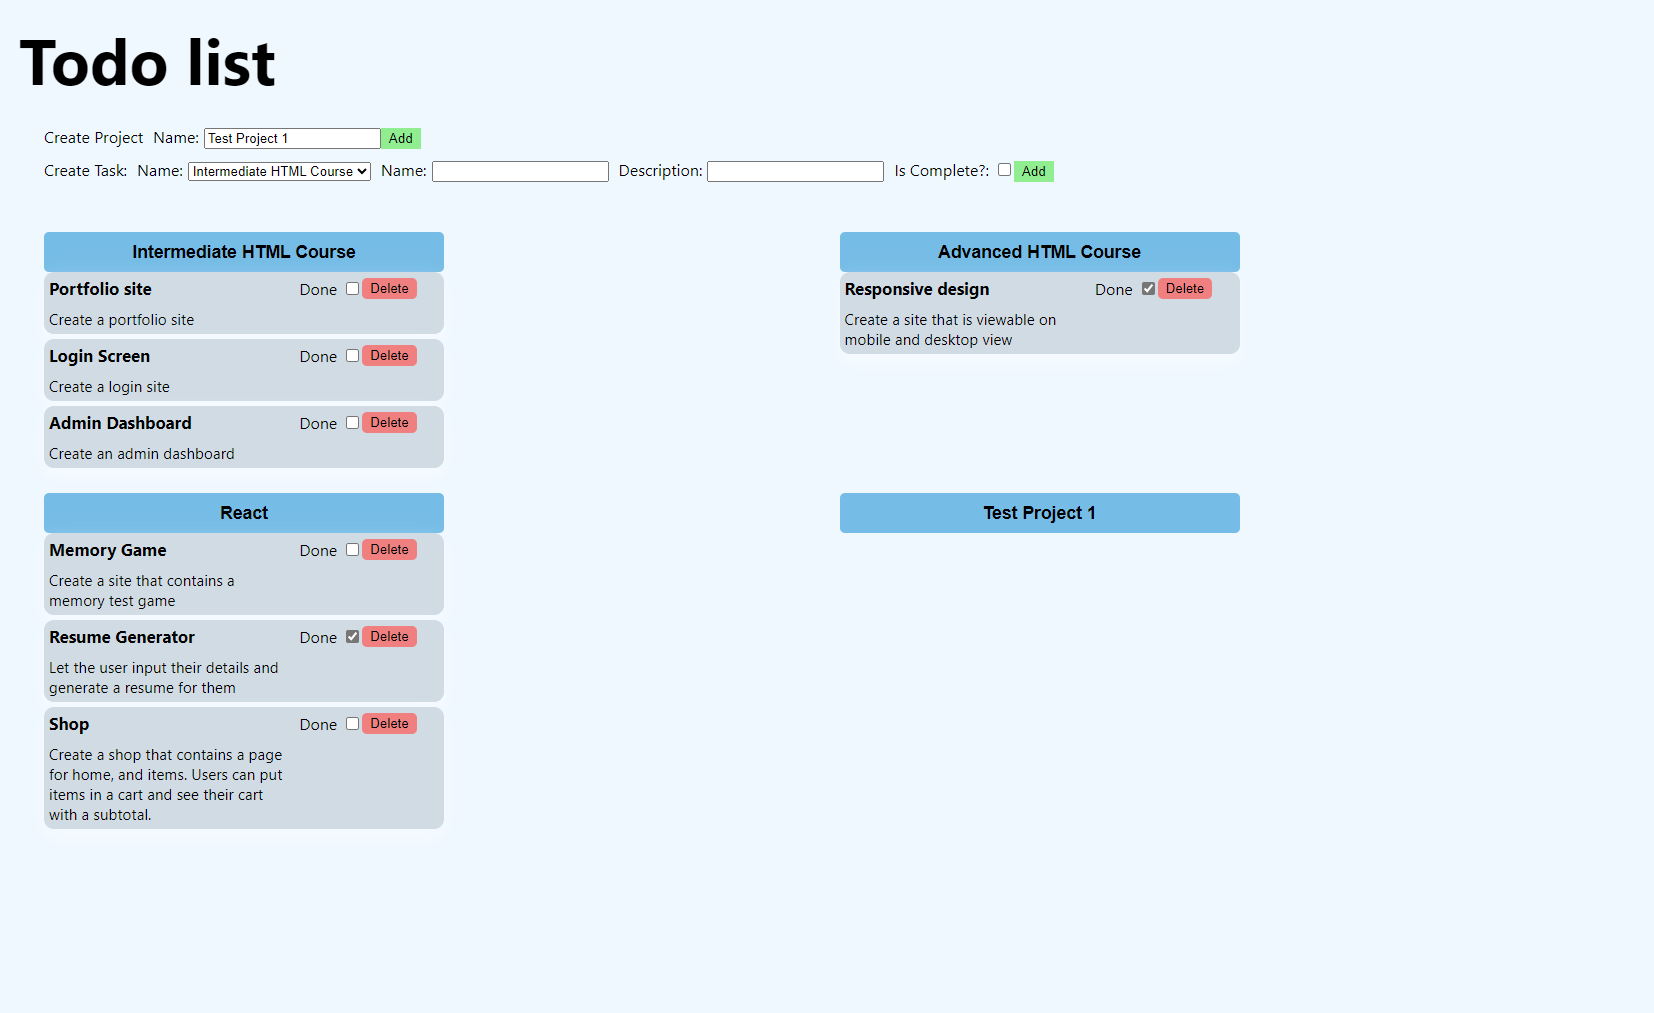 Todo list
Create Project Name: Test Project 1 Add
Create Task: Name: Intermediate HTML Course Name: Description: Is Complete?: Add
Intermediate HTML Course
Portfolio site Done Delete
Create a portfolio site
Login Screen Done Delete
Create a login site
Admin Dashboard Done Delete
Create an admin dashboard
Advanced HTML Course
Responsive design Done Delete
Create a site that is viewable on
mobile and desktop view
React
Memory Game Done Delete
Create a site that contains a
memory test game
Resume Generator Done Delete
Let the user input their details and
generate a resume for them
Shop Done Delete
Create a shop that contains a page
for home, and items. Users can put
items in a cart and see their cart
with a subtotal.
Test Project 1